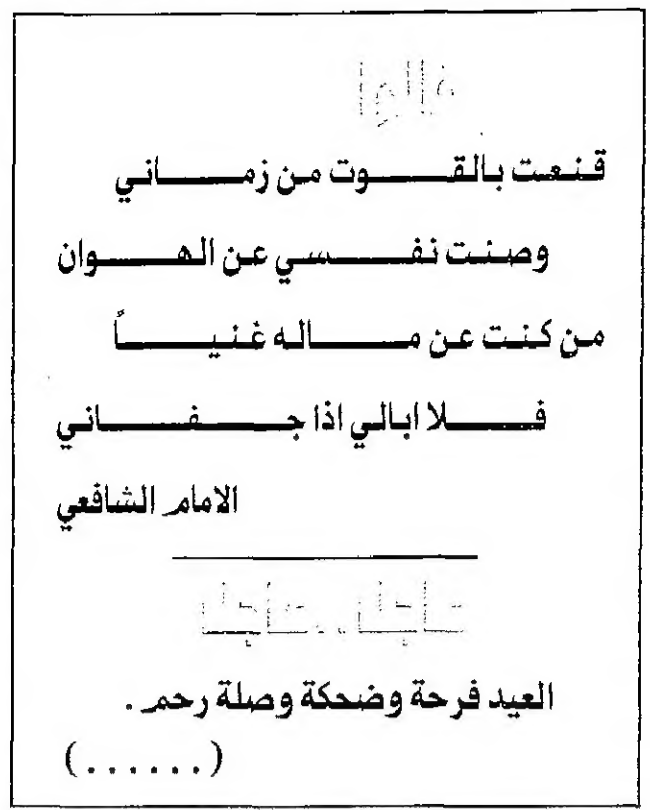 قالوا
قنعت بالقوت من زماني
وصنت نفسي عن الهوان
من كنت عن ماله غنياً
فلا ابالي اذا جفاني
الامام الشافعي
العيد فرحة وضحكة وصلة رحم .
(......)